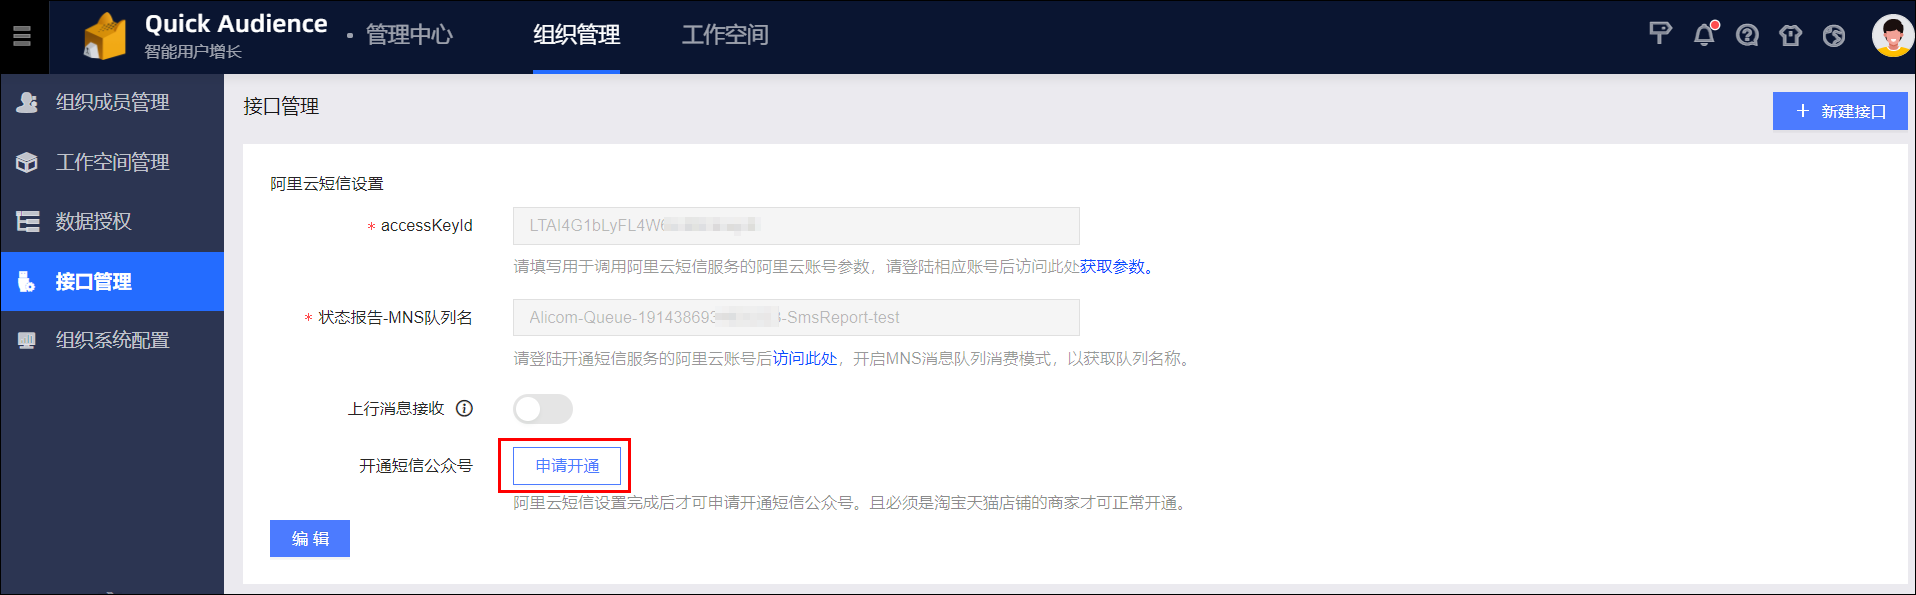 Quick Audience
智能用户增长
· 管理中心
组织管理
工作空间
组织成员管理
工作空间管理
数据授权
接口管理
组织系统配置
接口管理
+ 新建接口
阿里云短信设置
* accessKeyId
LTAI4G1bLyFL4W
请填写用于调用阿里云短信服务的阿里云账号参数，请登陆相应账号后访问此处获取参数。
* 状态报告-MNS队列名
Alicom-Queue-191438693 -SmsReport-test
请登陆开通短信服务的阿里云账号后访问此处，开启MNS消息队列消费模式，以获取队列名称。
上行消息接收
开通短信公众号
申请开通
阿里云短信设置完成后才可申请开通短信公众号。且必须是淘宝天猫店铺的商家才可正常开通。
编 辑